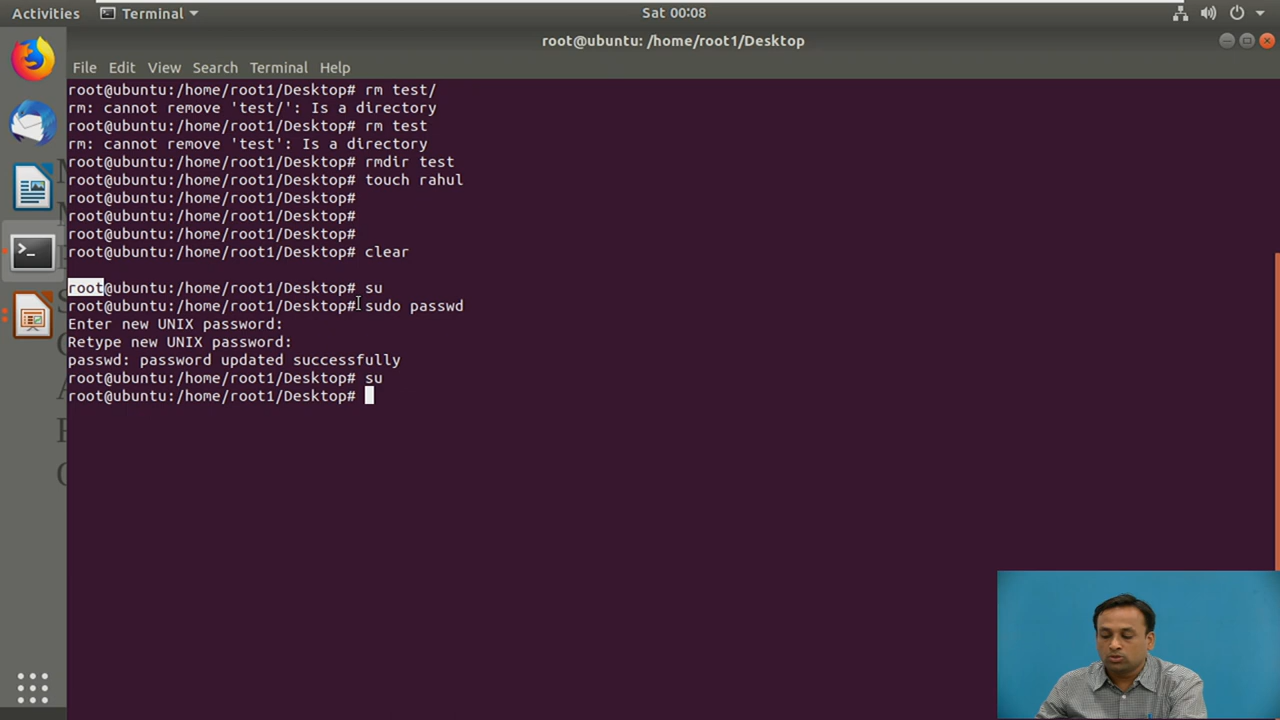 Activities Terminal Sat 00:08
root@ubuntu: /home/root1/Desktop
File Edit View Search Terminal Help
root@ubuntu:/home/root1/Desktop# rm test/
rm: cannot remove 'test/': Is a directory
root@ubuntu:/home/root1/Desktop# rm test
rm: cannot remove 'test': Is a directory
root@ubuntu:/home/root1/Desktop# rmdir test
root@ubuntu:/home/root1/Desktop# touch rahul
root@ubuntu:/home/root1/Desktop#
root@ubuntu:/home/root1/Desktop#
root@ubuntu:/home/root1/Desktop#
root@ubuntu:/home/root1/Desktop# clear
root@ubuntu:/home/root1/Desktop# su
root@ubuntu:/home/root1/Desktop# sudo passwd
Enter new UNIX password:
Retype new UNIX password:
passwd: password updated successfully
root@ubuntu:/home/root1/Desktop# su
root@ubuntu:/home/root1/Desktop#